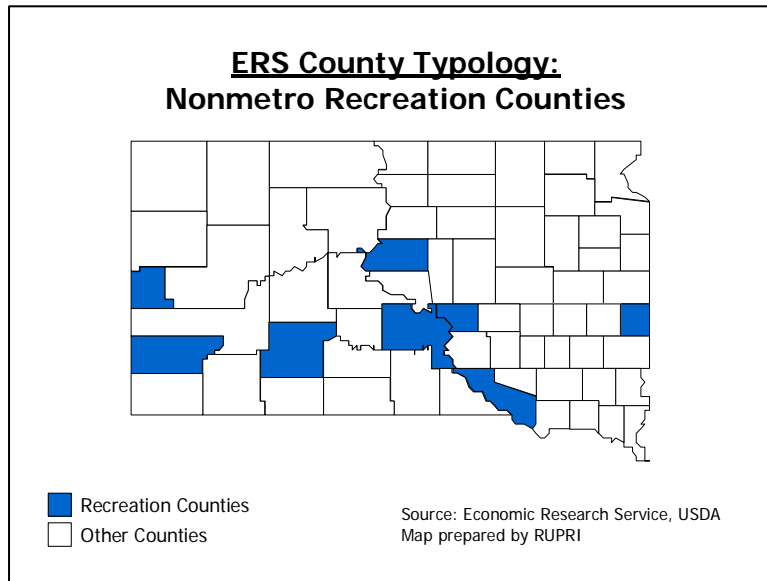 ERS County Typology:
Nonmetro Recreation Counties
Recreation Counties
Other Counties
Source: Economic Research Service, USDA
Map prepared by RUPRI